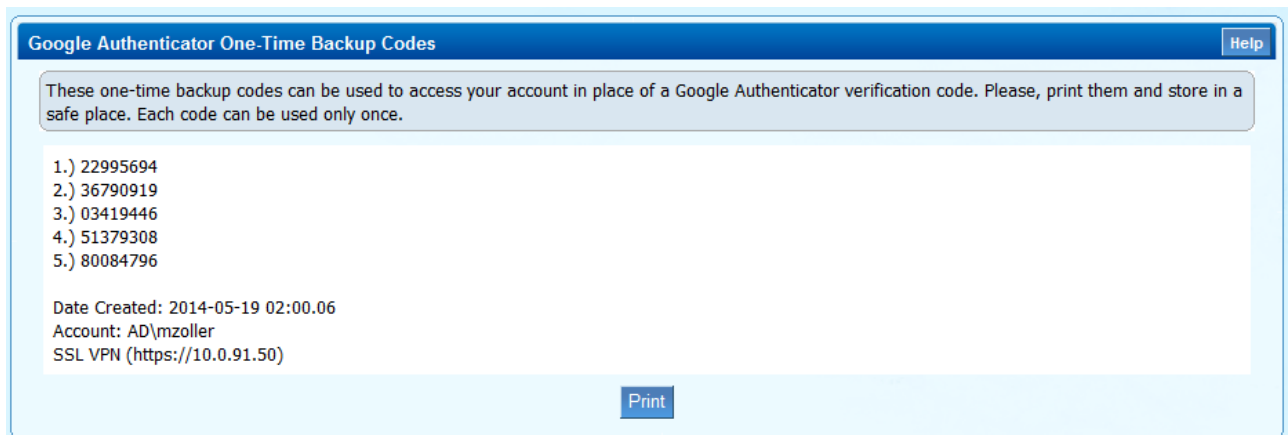 Google Authenticator One-Time Backup Codes
Help
These one-time backup codes can be used to access your account in place of a Google Authenticator verification code. Please, print them and store in a
safe place. Each code can be used only once.
1.) 22995694
2.) 36790919
3.) 03419446
4.) 51379308
5.) 80084796
Date Created: 2014-05-19 02:00.06
Account: AD\mzoller
SSL VPN (https://10.0.91.50)
Print